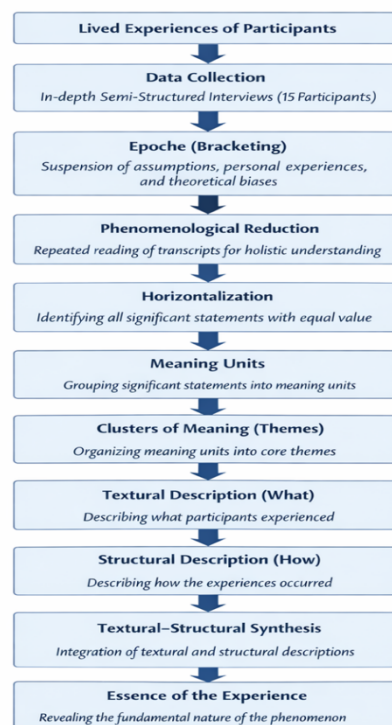 Lived Experiences of Participants
Data Collection
In-depth Semi-Structured Interviews (15 Participants)
Epoche (Bracketing)
Suspension of assumptions, personal experiences,
and theoretical biases
Phenomenological Reduction
Repeated reading of transcripts for holistic understanding
Horizontalization
Identifying all significant statements with equal value
Meaning Units
Grouping significant statements into meaning units
Clusters of Meaning (Themes)
Organizing meaning units into core themes
Textural Description (What)
Describing what participants experienced
Structural Description (How)
Describing how the experiences occurred
Textural–Structural Synthesis
Integration of textural and structural descriptions
Essence of the Experience
Revealing the fundamental nature of the phenomenon